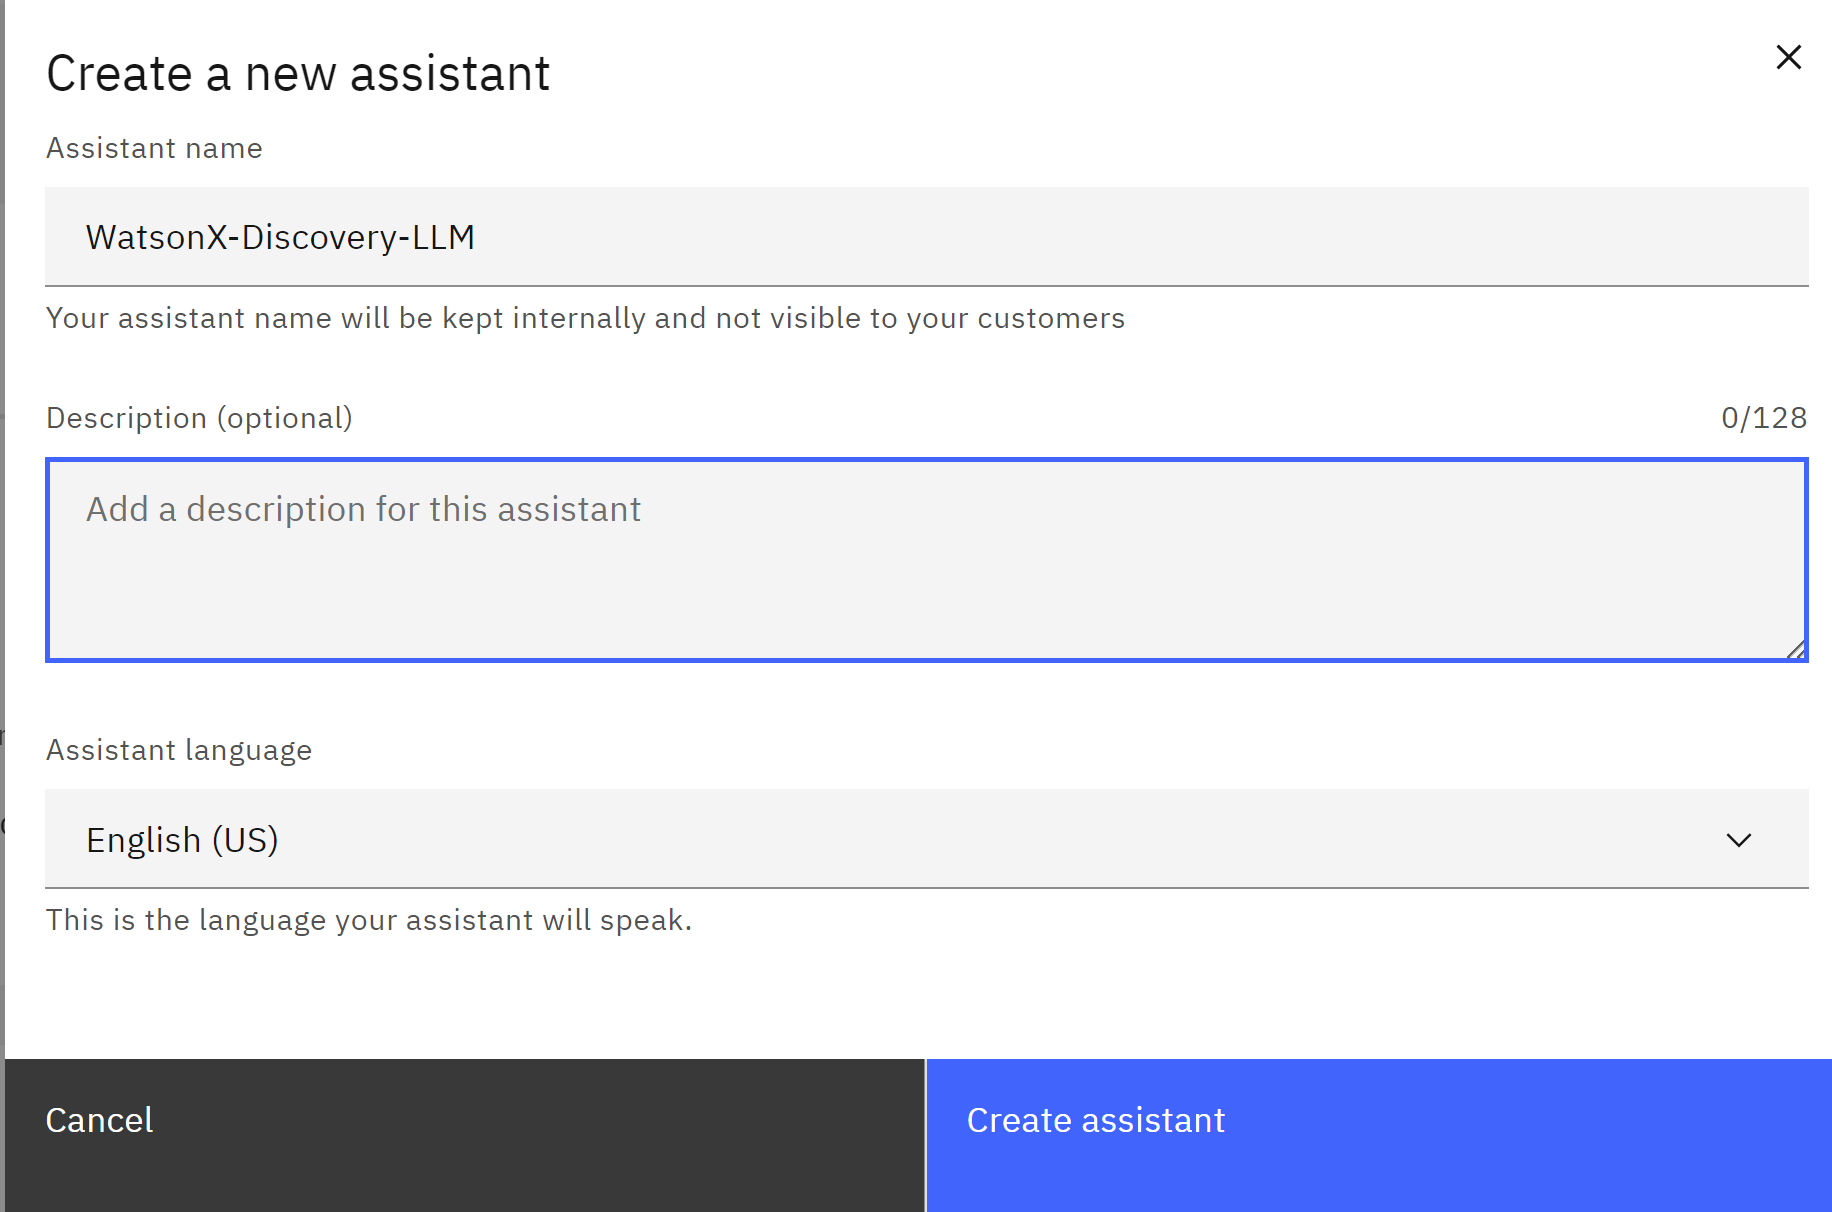 Create a new assistant
Assistant name
WatsonX-Discovery-LLM
Your assistant name will be kept internally and not visible to your customers
Description (optional)
0/128
Add a description for this assistant
Assistant language
English (US)
This is the language your assistant will speak.
Cancel
Create assistant